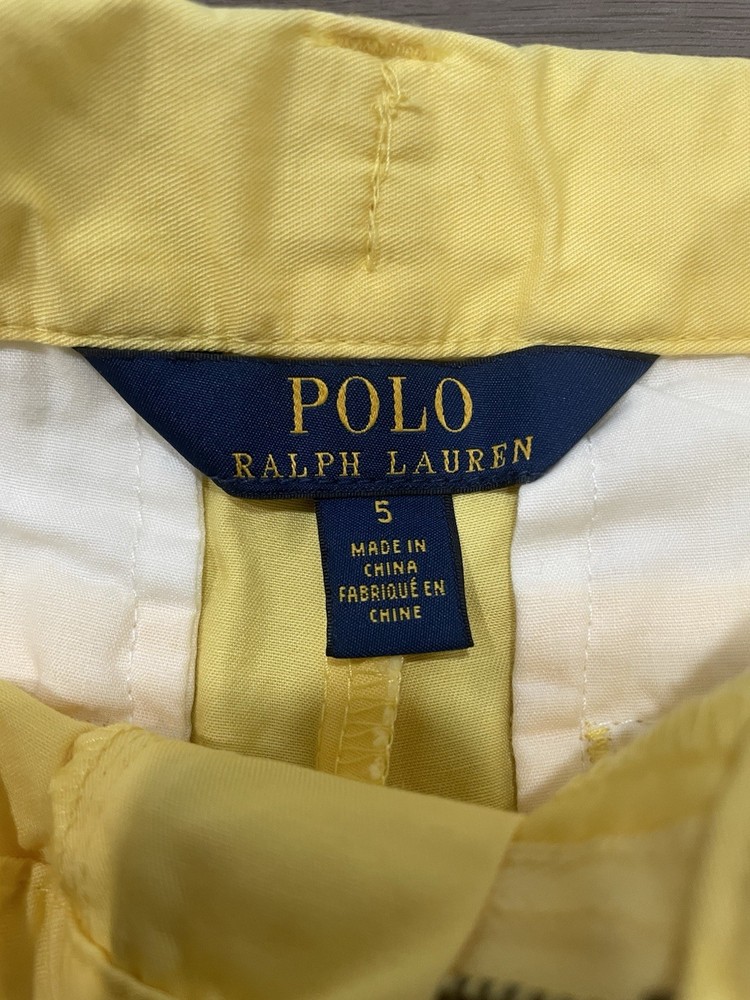 POLO
RALPH LAUREN
5
MADE IN
CHINA
FABRIQUÉ EN
CHINE